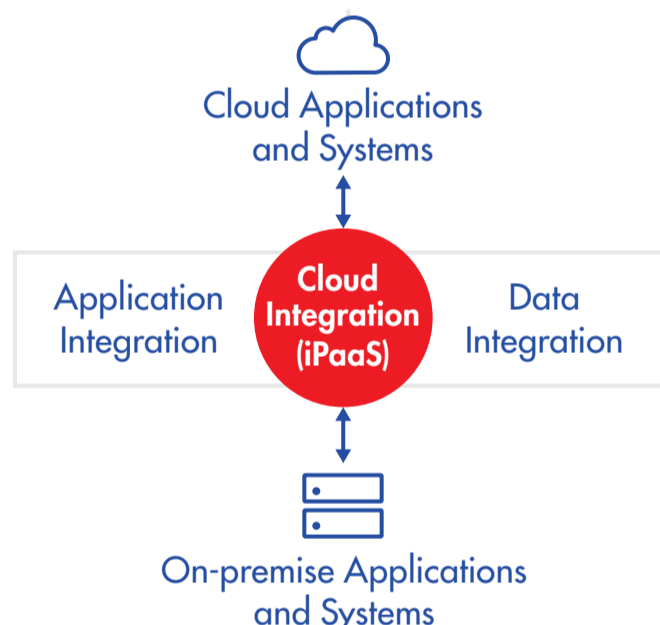 Cloud Applications
and Systems
Application
Integration
Cloud
Integration
(iPaaS)
Data
Integration
On-premise Applications
and Systems